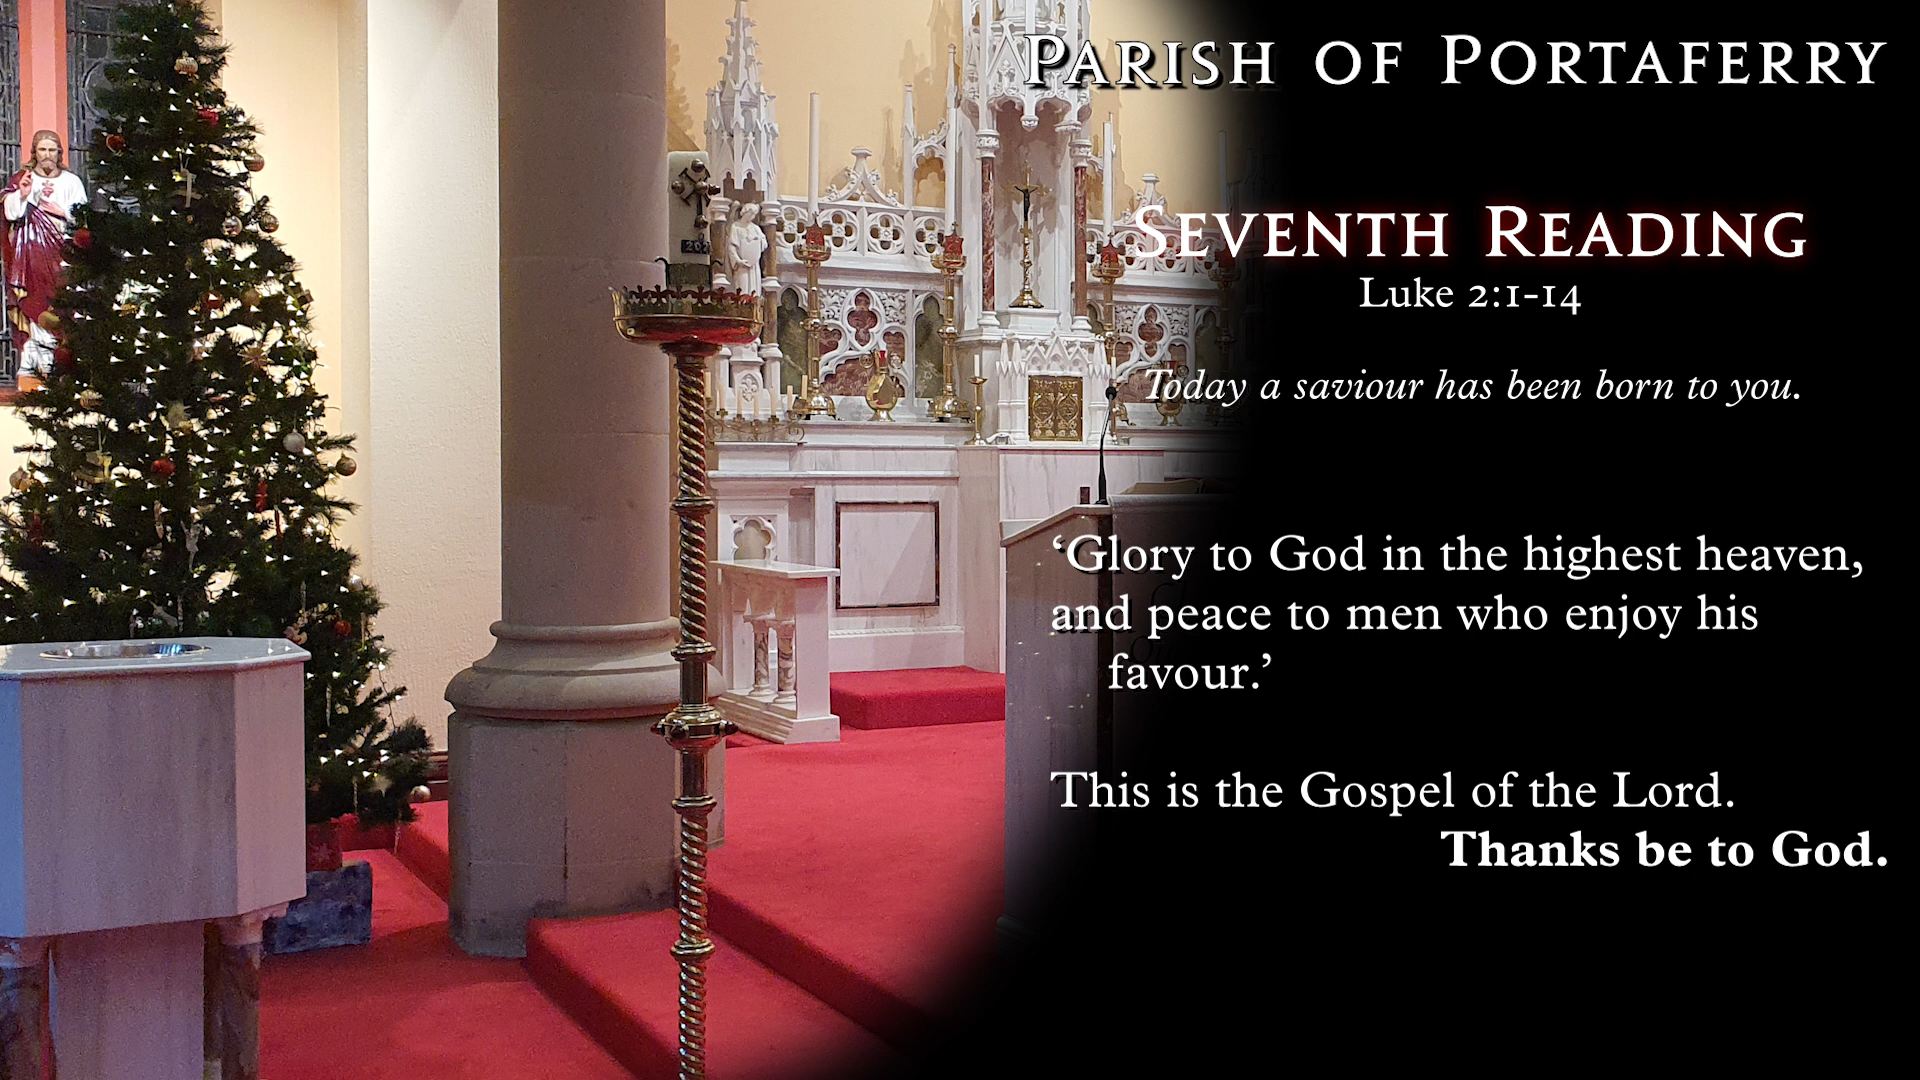 Parish of Portaferry
Seventh Reading
Luke 2:1-14
Today a saviour has been born to you.
‘Glory to God in the highest heaven,
and peace to men who enjoy his
favour.’
This is the Gospel of the Lord.
Thanks be to God.